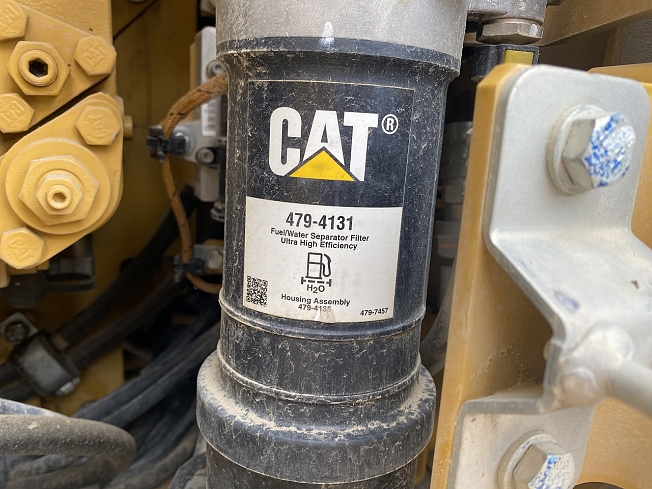 CAT®
479-4131
Fuel/Water Separator Filter
Ultra High Efficiency
H2O
Housing Assembly
479-4135
479-7457